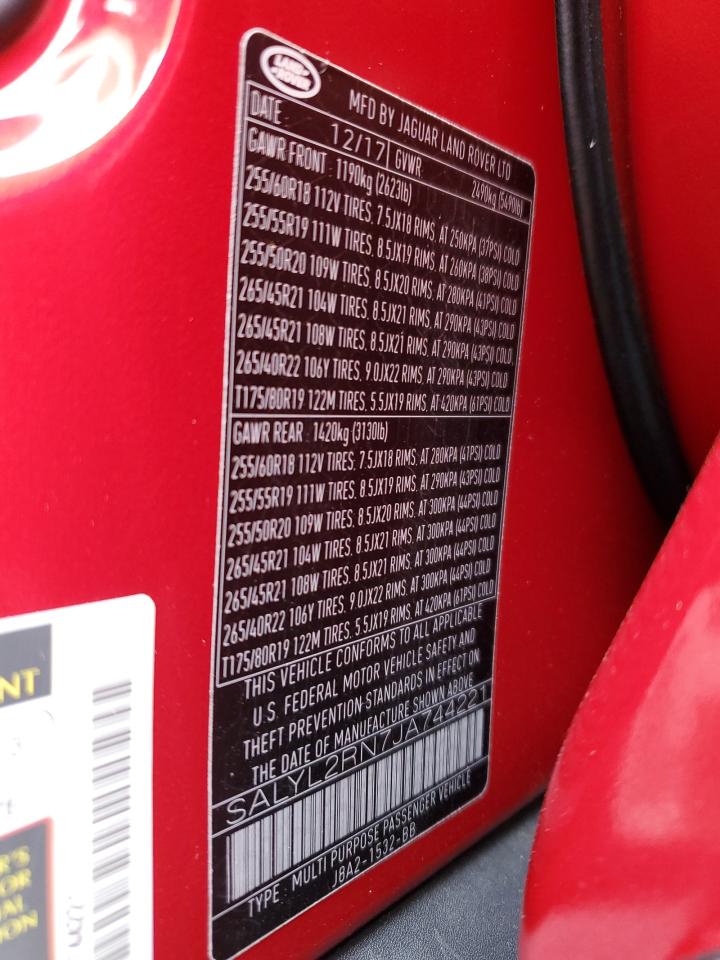 LAND ROVER
MFD BY JAGUAR LAND ROVER LTD
DATE 12/17 GVWR 2490kg (5490lb)
GAWR FRONT 1190kg (2623lb)
255/60R18 112V TIRES, 7.5JX18 RIMS, AT 250KPA (37PSI) COLD
255/55R19 111W TIRES, 8.5JX19 RIMS, AT 260KPA (38PSI) COLD
255/50R20 109W TIRES, 8.5JX20 RIMS, AT 280KPA (41PSI) COLD
265/45R21 104W TIRES, 8.5JX21 RIMS, AT 290KPA (43PSI) COLD
265/45R21 108W TIRES, 8.5JX21 RIMS, AT 290KPA (43PSI) COLD
265/40R22 106Y TIRES, 9.0JX22 RIMS, AT 290KPA (43PSI) COLD
T175/80R19 122M TIRES, 5.5JX19 RIMS, AT 420KPA (61PSI) COLD
GAWR REAR 1420kg (3130lb)
255/60R18 112V TIRES, 7.5JX18 RIMS, AT 280KPA (41PSI) COLD
255/55R19 111W TIRES, 8.5JX19 RIMS, AT 290KPA (43PSI) COLD
255/50R20 109W TIRES, 8.5JX20 RIMS, AT 300KPA (44PSI) COLD
265/45R21 104W TIRES, 8.5JX21 RIMS, AT 300KPA (44PSI) COLD
265/45R21 108W TIRES, 8.5JX21 RIMS, AT 300KPA (44PSI) COLD
265/40R22 106Y TIRES, 9.0JX22 RIMS, AT 300KPA (44PSI) COLD
T175/80R19 122M TIRES, 5.5JX19 RIMS, AT 420KPA (61PSI) COLD
THIS VEHICLE CONFORMS TO ALL APPLICABLE
U.S. FEDERAL MOTOR VEHICLE SAFETY AND
THEFT PREVENTION STANDARDS IN EFFECT ON
THE DATE OF MANUFACTURE SHOWN ABOVE
SALYL2RN7JA744221
TYPE: MULTI PURPOSE PASSENGER VEHICLE
JBA2-1532-BB